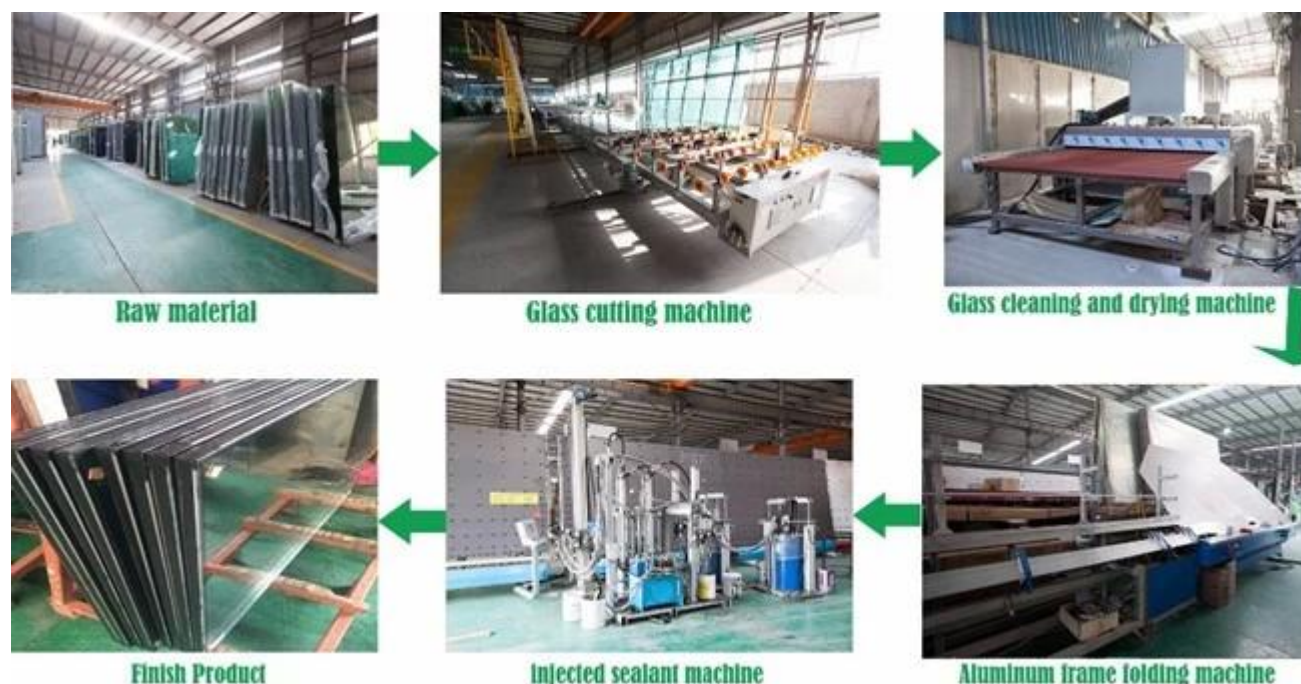 Raw material
Glass cutting machine
Glass cleaning and drying machine
Aluminum frame folding machine
injected sealant machine
Finish Product